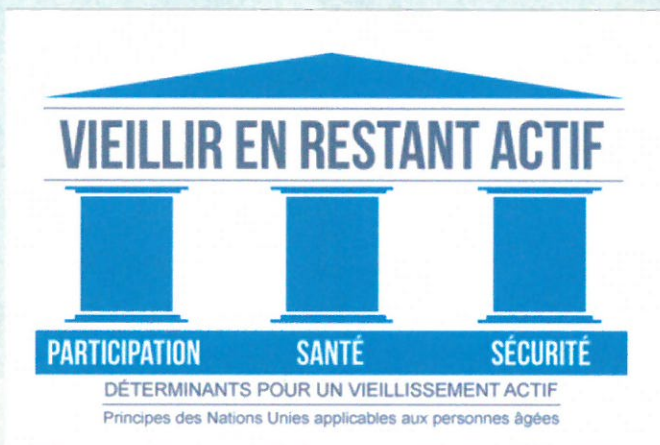 VIEILLIR EN RESTANT ACTIF
PARTICIPATION SANTÉ SÉCURITÉ
DÉTERMINANTS POUR UN VIEILLISSEMENT ACTIF
Principes des Nations Unies applicables aux personnes âgées